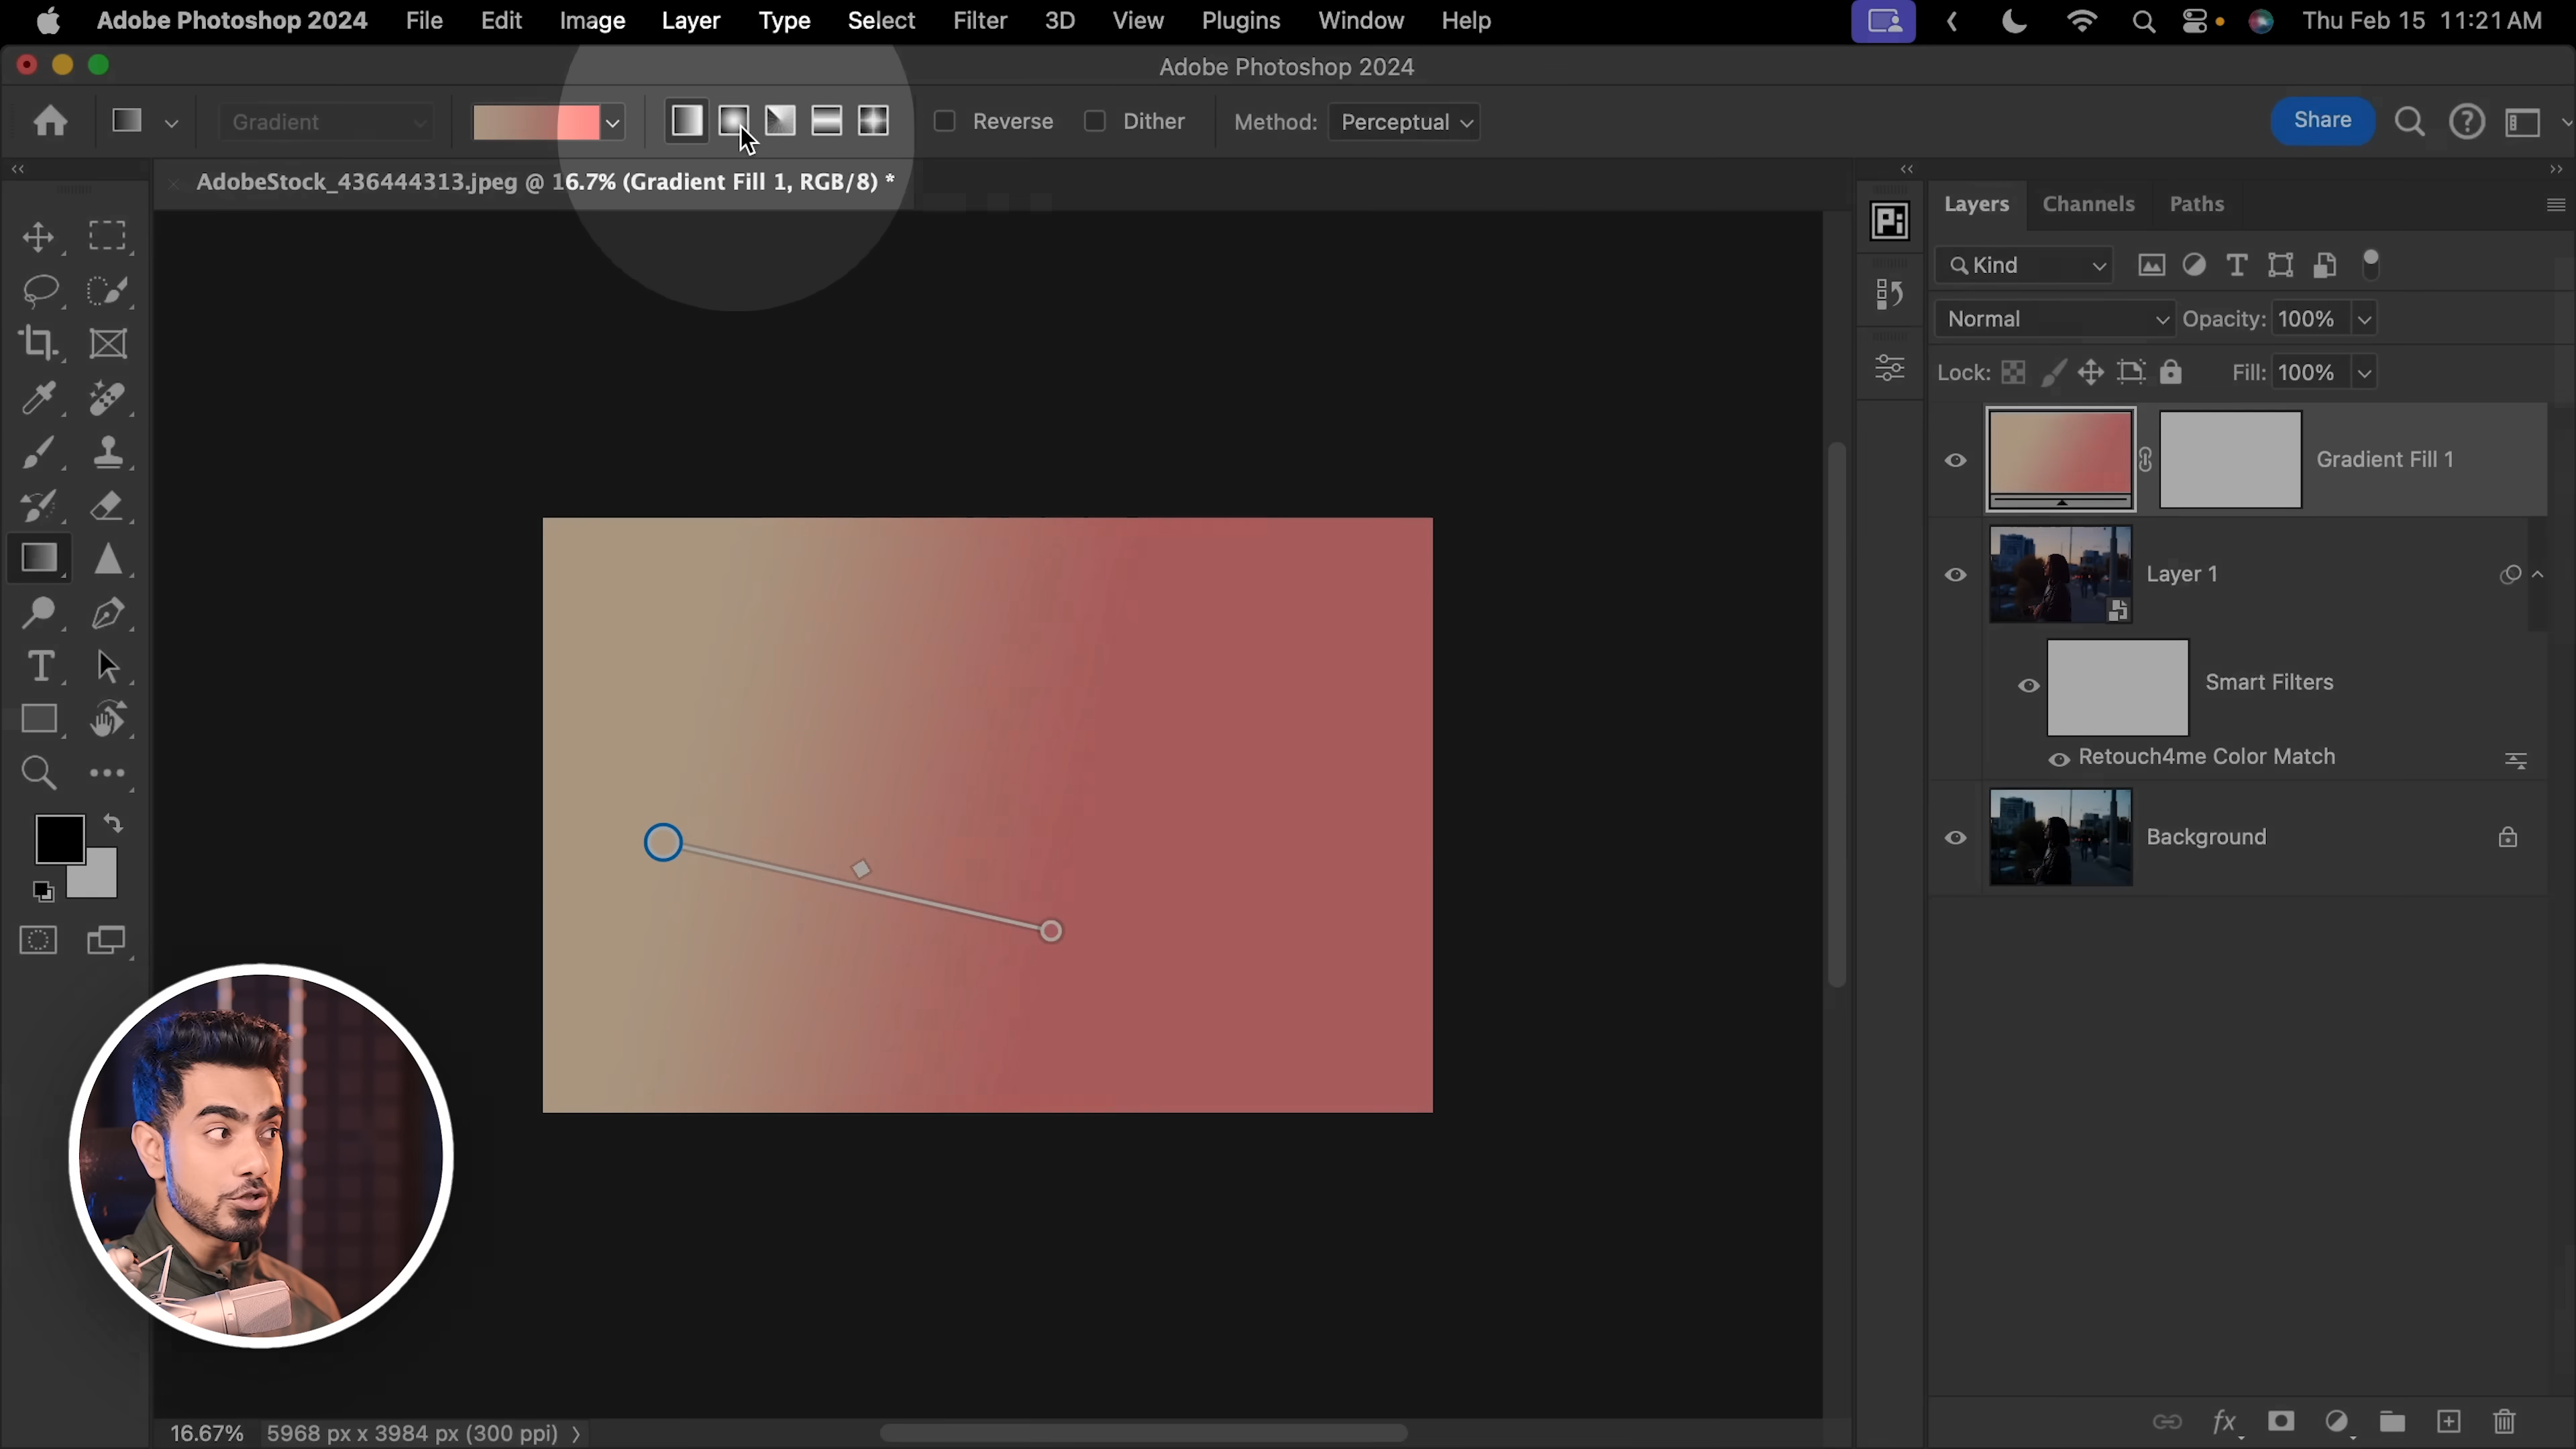 Adobe Photoshop 2024 File Edit Image Layer Type Select Filter 3D View Plugins Window Help Thu Feb 15 11:21 AM
Adobe Photoshop 2024
Gradient Reverse Dither Method: Perceptual Share
AdobeStock_436444313.jpeg @ 16.7% (Gradient Fill 1, RGB/8) *
Layers Channels Paths
Kind
Normal Opacity: 100%
Lock: Fill: 100%
Gradient Fill 1
Layer 1
Smart Filters
Retouch4me Color Match
Background
Pi
16.67% 5968 px x 3984 px (300 ppi)